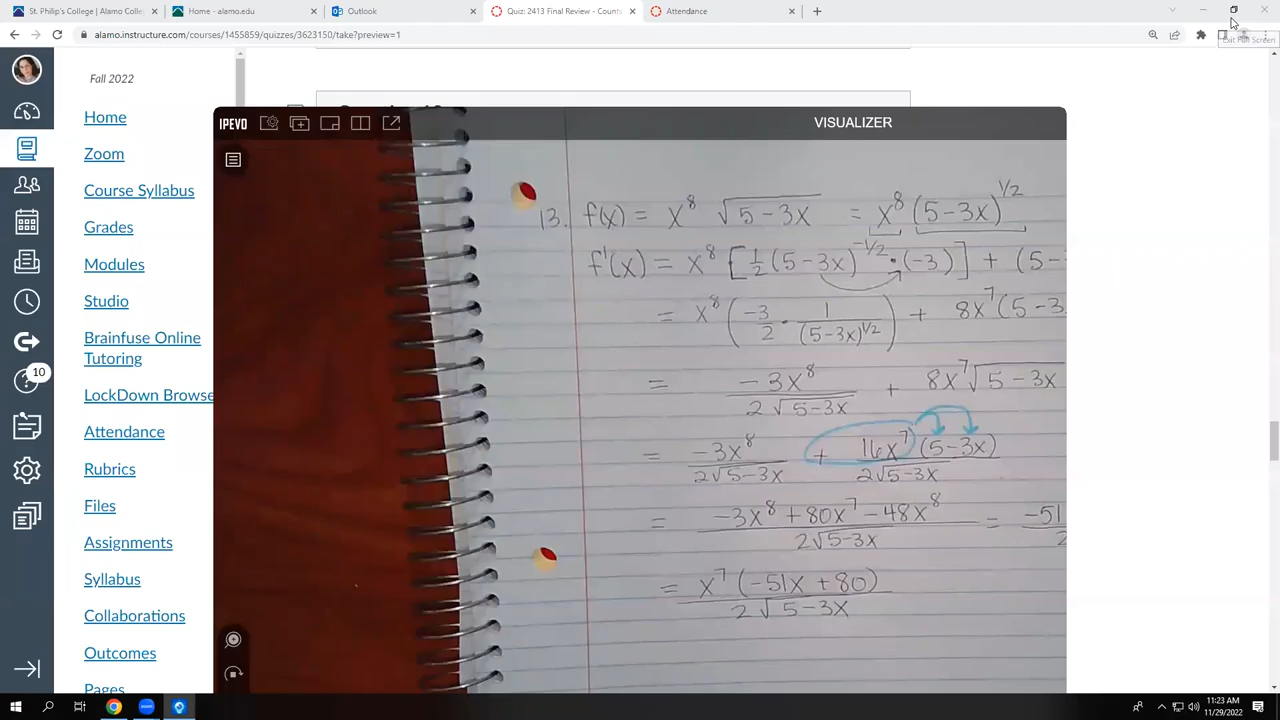 St. Philip's College | Alamo Colle
Home - alamo.edu
Outlook
Quiz: 2413 Final Review - Counts
Attendance
alamo.instructure.com/courses/1455859/quizzes/3623150/take?preview=1
Exit Full Screen
Fall 2022
Home
Zoom
Course Syllabus
Grades
Modules
Studio
Brainfuse Online
Tutoring
LockDown Browse
Attendance
Rubrics
Files
Assignments
Syllabus
Collaborations
Outcomes
Pages
10
IPEVO
VISUALIZER
13. f(x) = x^8 √(5-3x) = x^8 (5-3x)^(1/2)
f'(x) = x^8 [1/2 (5-3x)^(-1/2) • (-3)] + (5-
= x^8 (-3/2 · 1/(5-3x)^(1/2)) + 8x^7 (5-3
= -3x^8/(2√(5-3x)) + 8x^7 √(5-3x
= -3x^8/(2√(5-3x)) + 16x^7 (5-3x)/(2√(5-3x))
= (-3x^8 + 80x^7 - 48x^8)/(2√(5-3x)) = -51/2
= x^7 (-51x + 80)/(2√(5-3x))
11:23 AM
11/29/2022